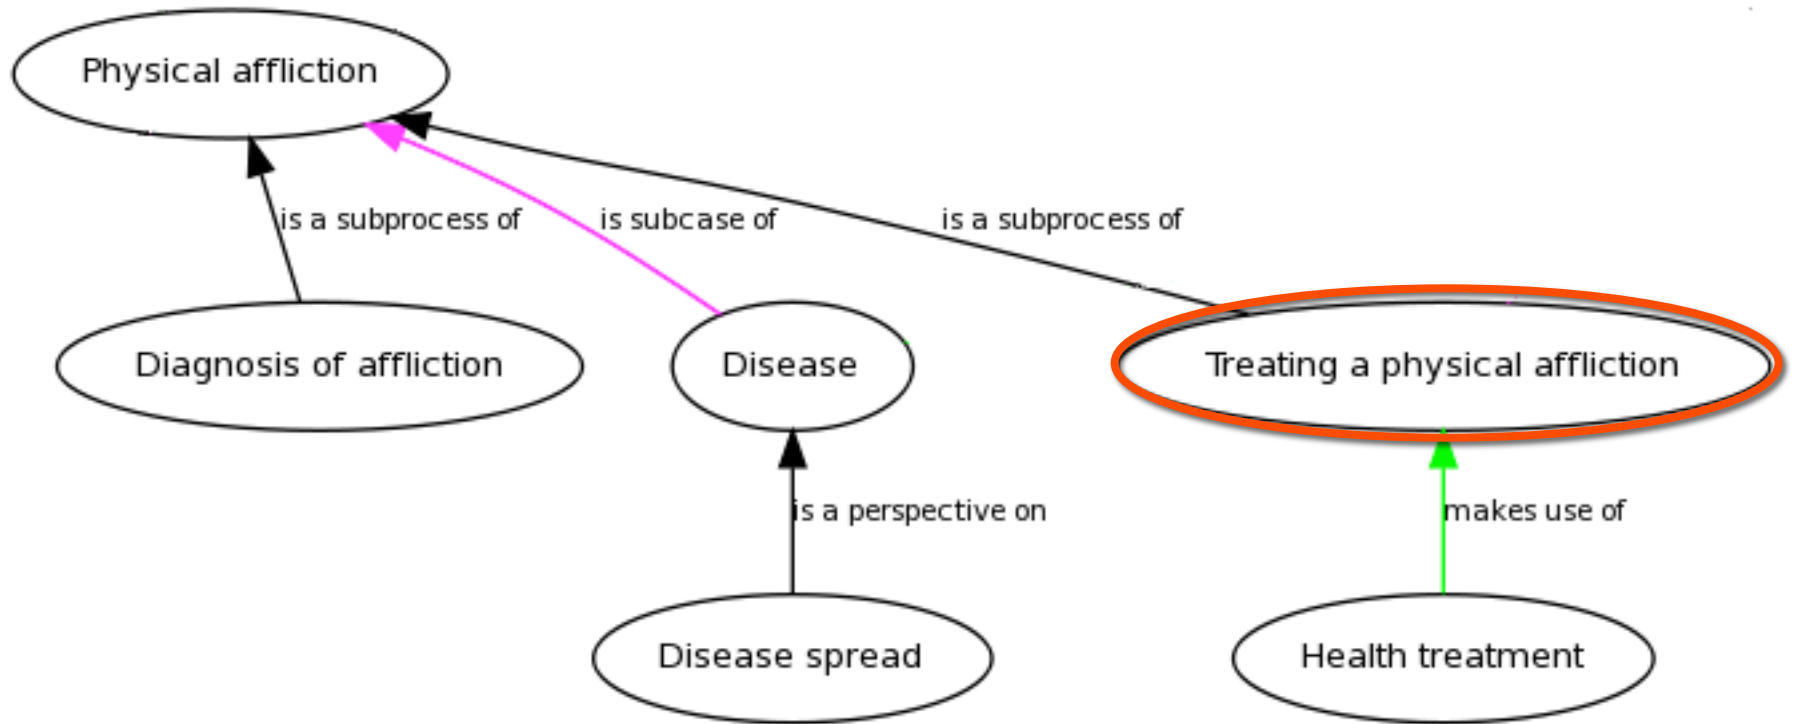 Physical affliction
is a subprocess of
is subcase of
is a subprocess of
Diagnosis of affliction
Disease
Treating a physical affliction
is a perspective on
makes use of
Disease spread
Health treatment